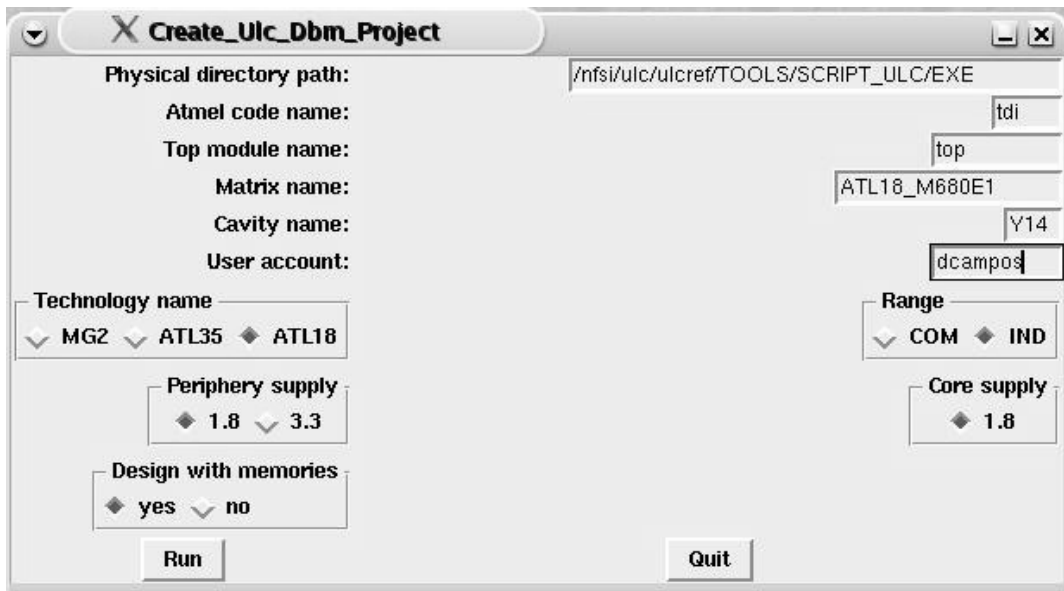 Create_Ulc_Dbm_Project
Physical directory path: /nfsi/ulc/ulcref/TOOLS/SCRIPT_ULC/EXE
Atmel code name: tdi
Top module name: top
Matrix name: ATL18_M680E1
Cavity name: Y14
User account: dcampos
Technology name Range
MG2 ATL35 ATL18 COM IND
Periphery supply Core supply
1.8 3.3 1.8
Design with memories
yes no
Run Quit